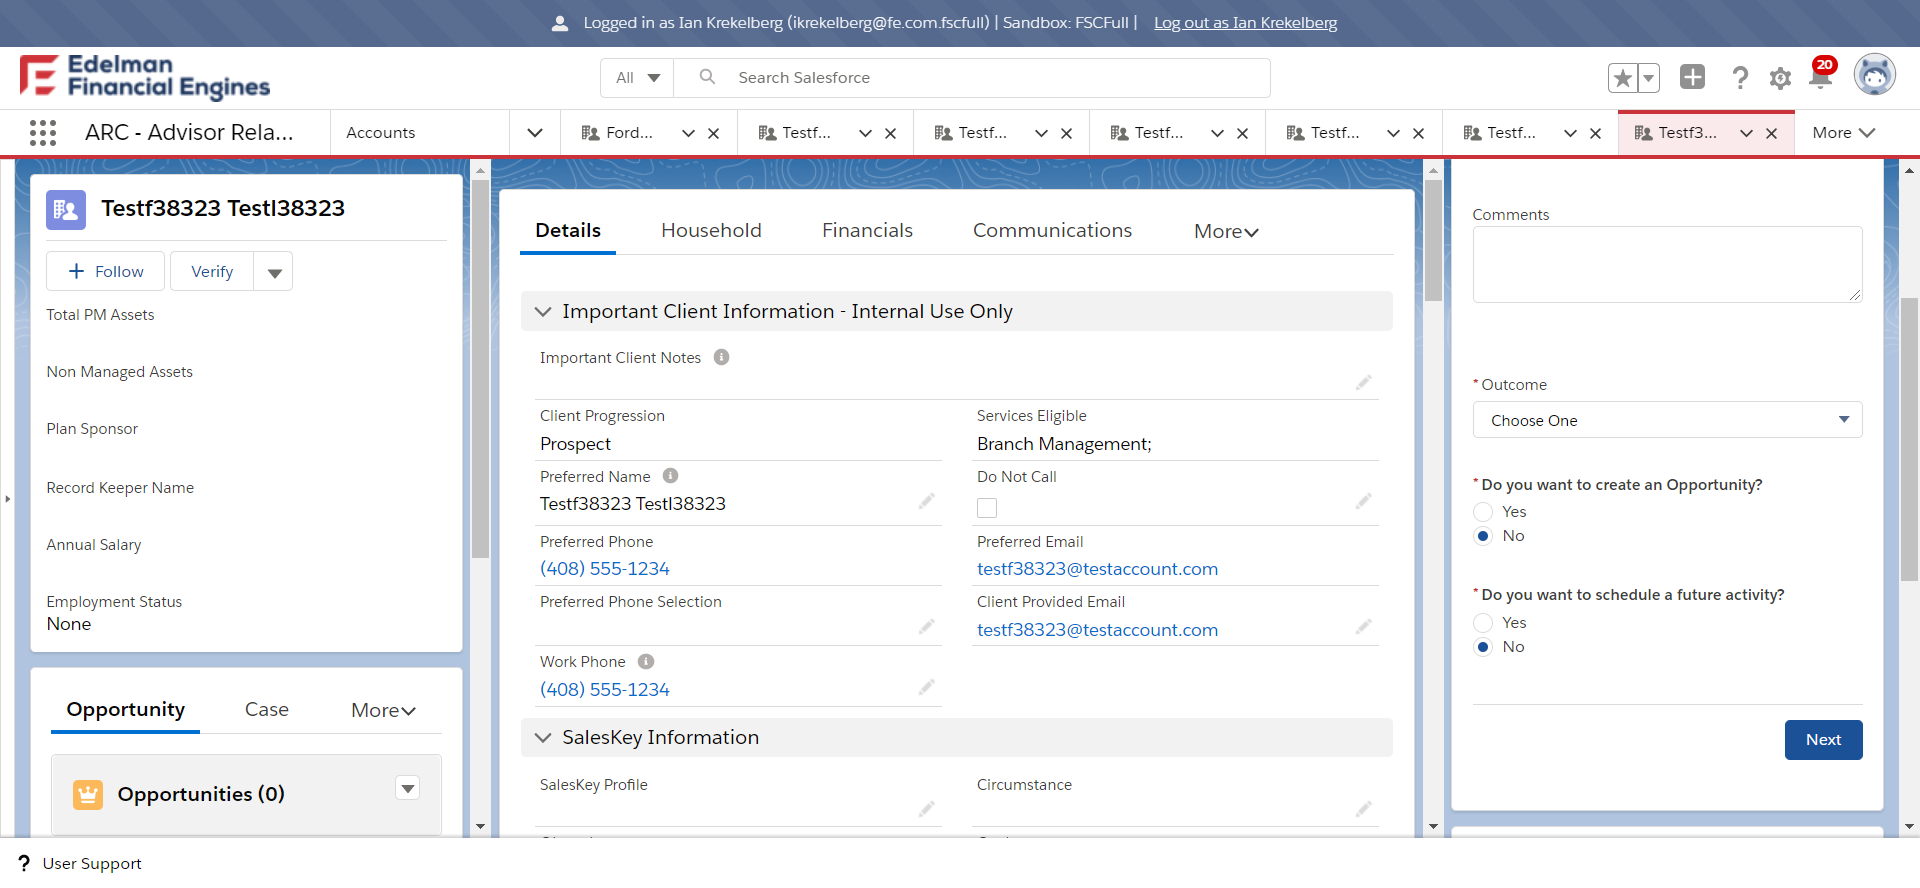 Logged in as Ian Krekelberg (ikrekelberg@fe.com.fscfull) | Sandbox: FSCFull | Log out as Ian Krekelberg
Edelman
Financial Engines
All
Search Salesforce
20
ARC - Advisor Rela...
Accounts
Ford...
Testf...
Testf...
Testf...
Testf...
Testf...
Testf3...
More
Testf38323 Testl38323
Follow
Verify
Total PM Assets
Non Managed Assets
Plan Sponsor
Record Keeper Name
Annual Salary
Employment Status
None
Opportunity
Case
More
Opportunities (0)
Details
Household
Financials
Communications
More
Important Client Information - Internal Use Only
Important Client Notes
Client Progression
Prospect
Services Eligible
Branch Management;
Preferred Name
Testf38323 Testl38323
Do Not Call
Preferred Phone
(408) 555-1234
Preferred Email
testf38323@testaccount.com
Preferred Phone Selection
Client Provided Email
testf38323@testaccount.com
Work Phone
(408) 555-1234
SalesKey Information
SalesKey Profile
Circumstance
Comments
* Outcome
Choose One
* Do you want to create an Opportunity?
Yes
No
* Do you want to schedule a future activity?
Yes
No
Next
? User Support